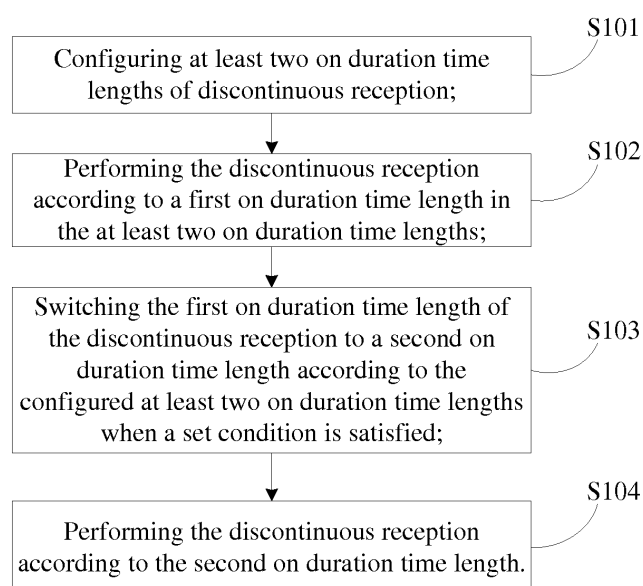 S101
Configuring at least two on duration time
lengths of discontinuous reception;
S102
Performing the discontinuous reception
according to a first on duration time length in
the at least two on duration time lengths;
S103
Switching the first on duration time length of
the discontinuous reception to a second on
duration time length according to the
configured at least two on duration time lengths
when a set condition is satisfied;
S104
Performing the discontinuous reception
according to the second on duration time length.